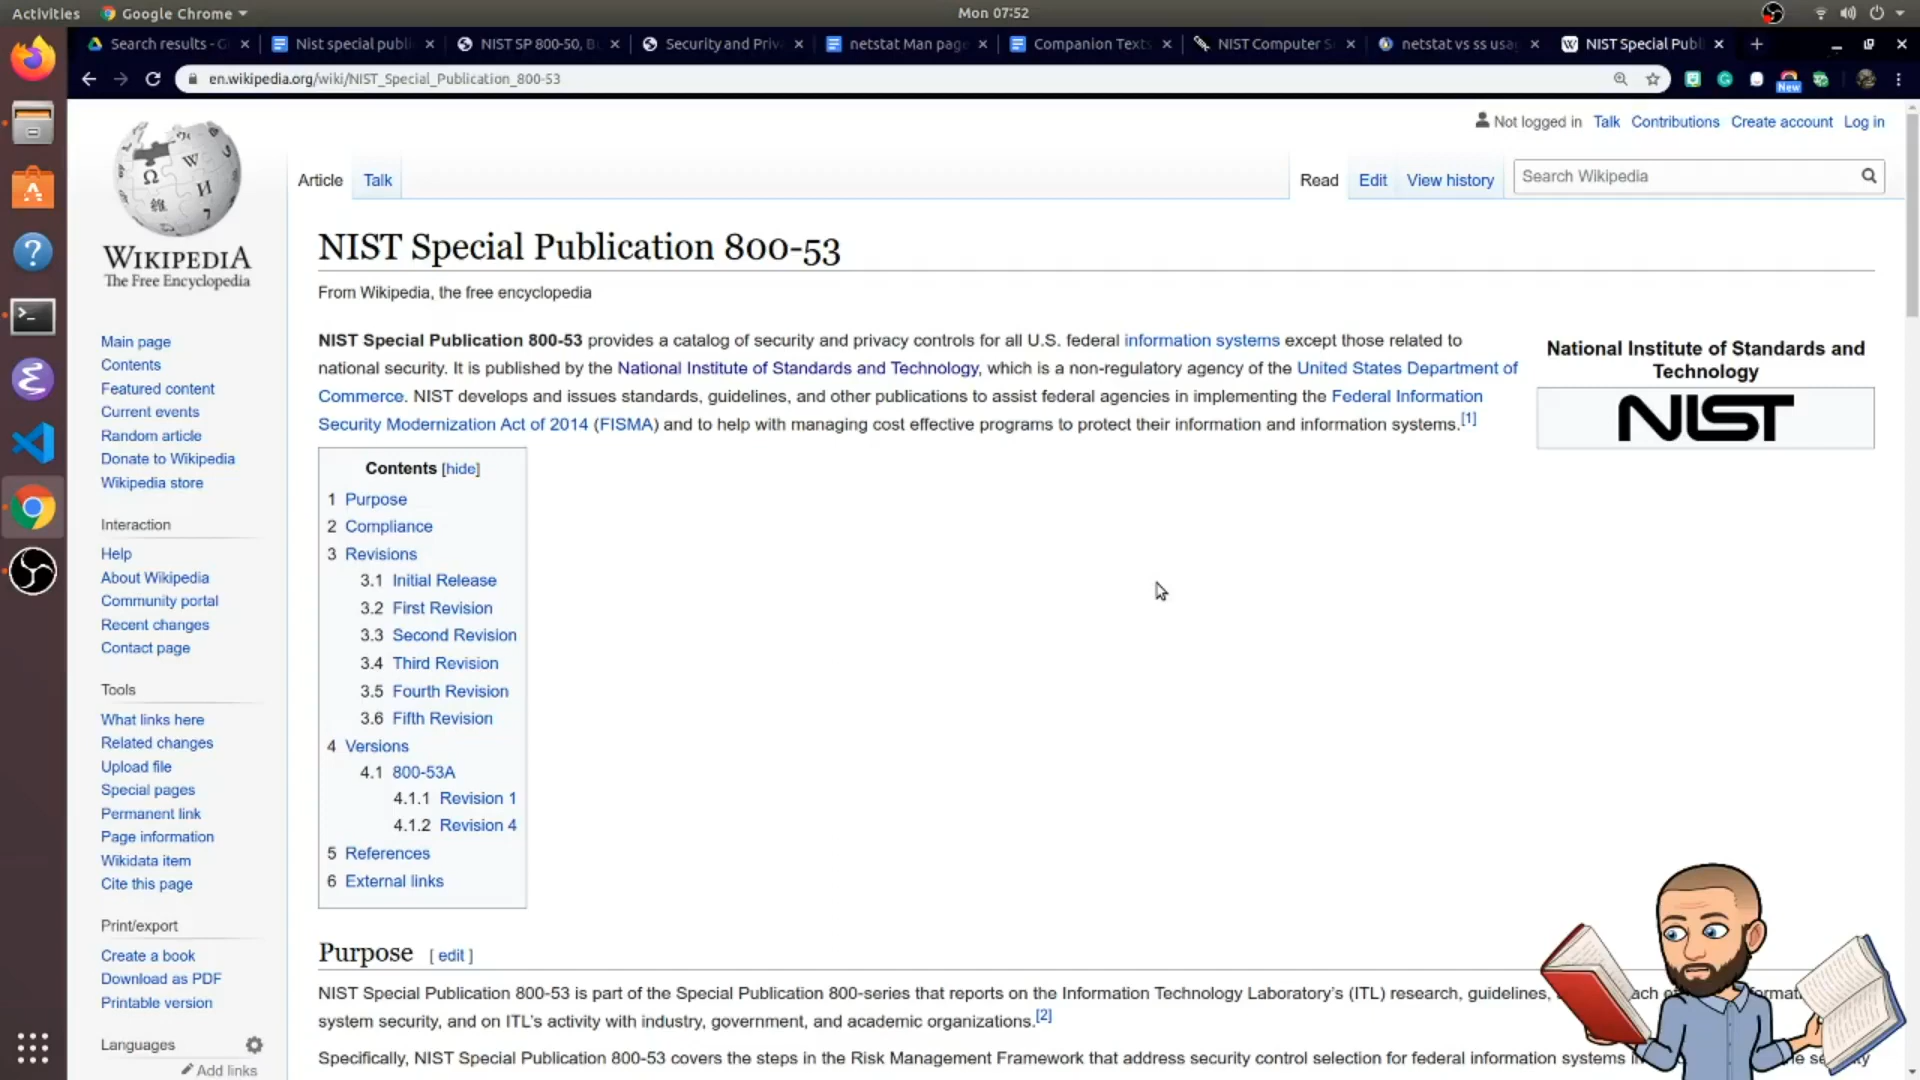 Activities
Google Chrome
Mon 07:52
Search results - G
Nist special publi
NIST SP 800-50, Bu
Security and Priv
netstat Man page
Companion Texts
NIST Computer S
netstat vs ss usa
NIST Special Publ
en.wikipedia.org/wiki/NIST_Special_Publication_800-53
New
Not logged in Talk Contributions Create account Log in
Article Talk
Read Edit View history
Search Wikipedia
WIKIPEDIA
The Free Encyclopedia
Main page
Contents
Featured content
Current events
Random article
Donate to Wikipedia
Wikipedia store
Interaction
Help
About Wikipedia
Community portal
Recent changes
Contact page
Tools
What links here
Related changes
Upload file
Special pages
Permanent link
Page information
Wikidata item
Cite this page
Print/export
Create a book
Download as PDF
Printable version
Languages
Add links
NIST Special Publication 800-53
From Wikipedia, the free encyclopedia
NIST Special Publication 800-53 provides a catalog of security and privacy controls for all U.S. federal information systems except those related to
national security. It is published by the National Institute of Standards and Technology, which is a non-regulatory agency of the United States Department of
Commerce. NIST develops and issues standards, guidelines, and other publications to assist federal agencies in implementing the Federal Information
Security Modernization Act of 2014 (FISMA) and to help with managing cost effective programs to protect their information and information systems.[1]
National Institute of Standards and
Technology
NIST
Contents [hide]
1 Purpose
2 Compliance
3 Revisions
3.1 Initial Release
3.2 First Revision
3.3 Second Revision
3.4 Third Revision
3.5 Fourth Revision
3.6 Fifth Revision
4 Versions
4.1 800-53A
4.1.1 Revision 1
4.1.2 Revision 4
5 References
6 External links
Purpose [ edit ]
NIST Special Publication 800-53 is part of the Special Publication 800-series that reports on the Information Technology Laboratory's (ITL) research, guidelines,
system security, and on ITL's activity with industry, government, and academic organizations.[2]
Specifically, NIST Special Publication 800-53 covers the steps in the Risk Management Framework that address security control selection for federal information systems